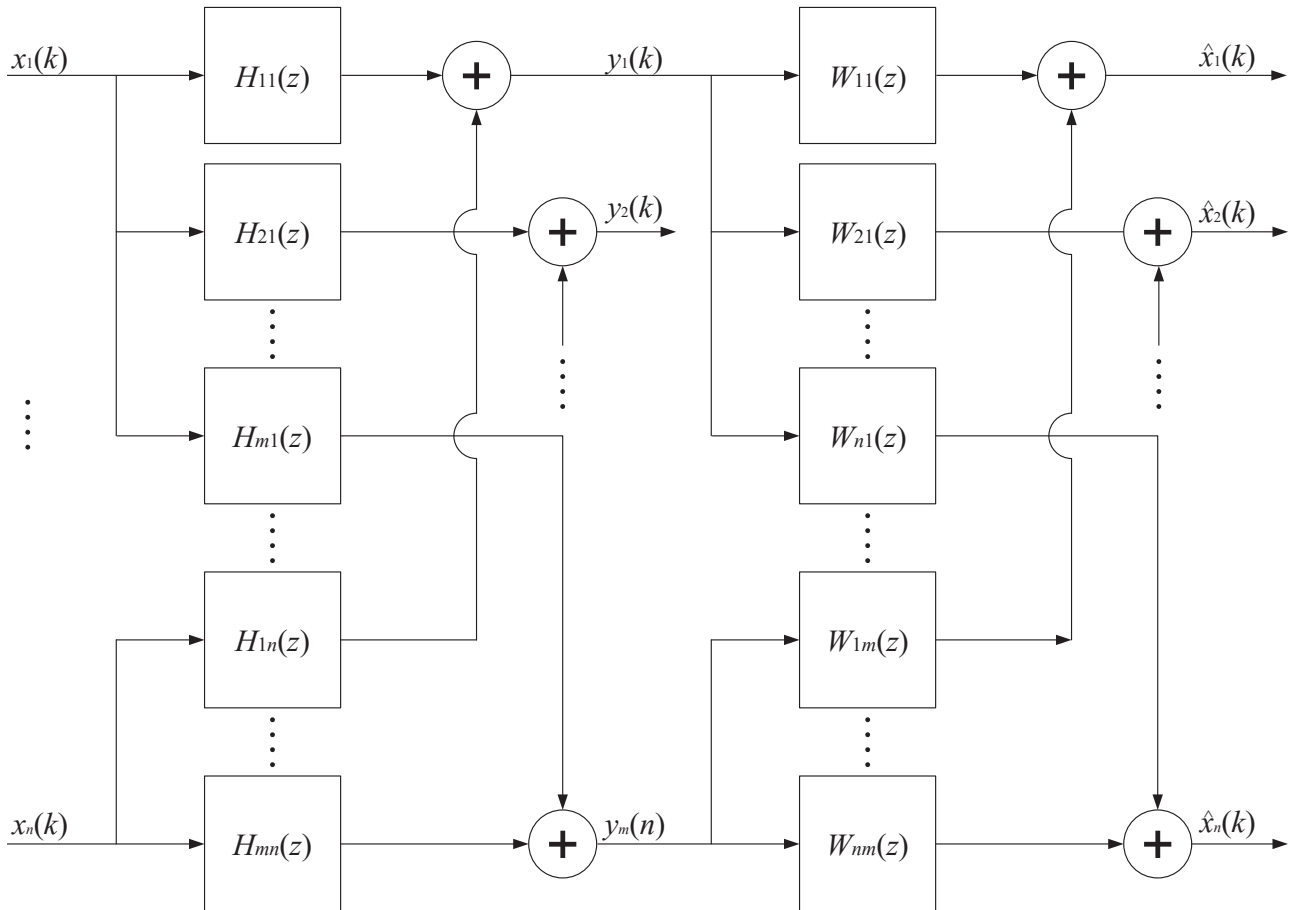 x₁(k)
H₁₁(z)
+
y₁(k)
W₁₁(z)
+
x̂₁(k)
H₂₁(z)
+
y₂(k)
W₂₁(z)
+
x̂₂(k)
Hₘ₁(z)
Wₙ₁(z)
H₁ₙ(z)
W₁ₘ(z)
xₙ(k)
Hₘₙ(z)
+
yₘ(n)
Wₙₘ(z)
+
x̂ₙ(k)